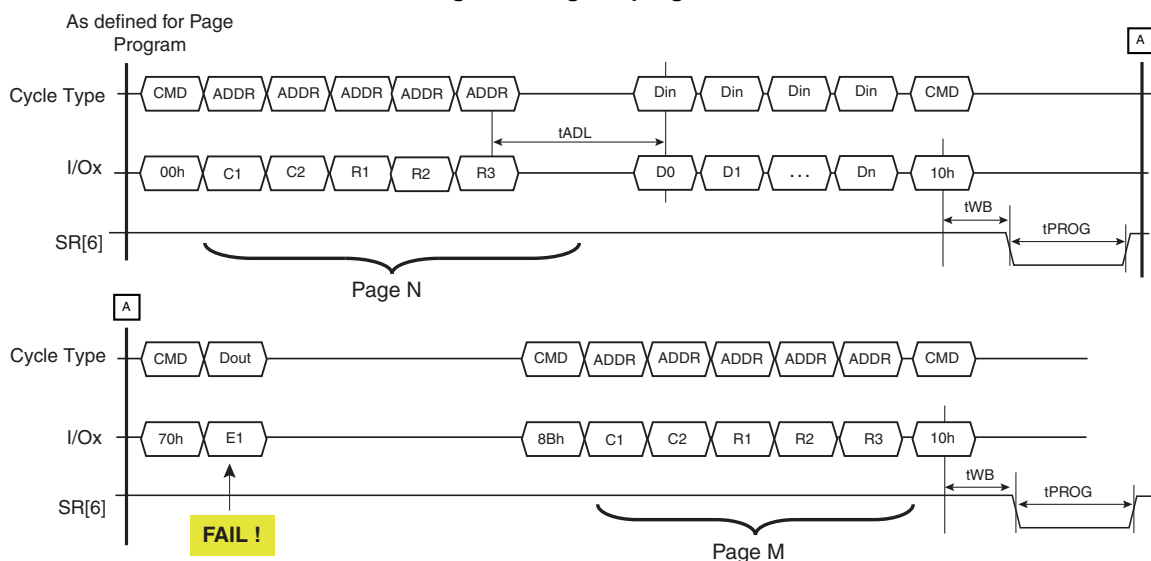 As defined for Page
Program
A
Cycle Type CMD ADDR ADDR ADDR ADDR ADDR Din Din Din Din CMD
tADL
I/Ox 00h C1 C2 R1 R2 R3 D0 D1 ... Dn 10h
tWB
tPROG
SR[6]
Page N
A
Cycle Type CMD Dout CMD ADDR ADDR ADDR ADDR ADDR CMD
I/Ox 70h E1 8Bh C1 C2 R1 R2 R3 10h
tWB
tPROG
SR[6]
FAIL !
Page M